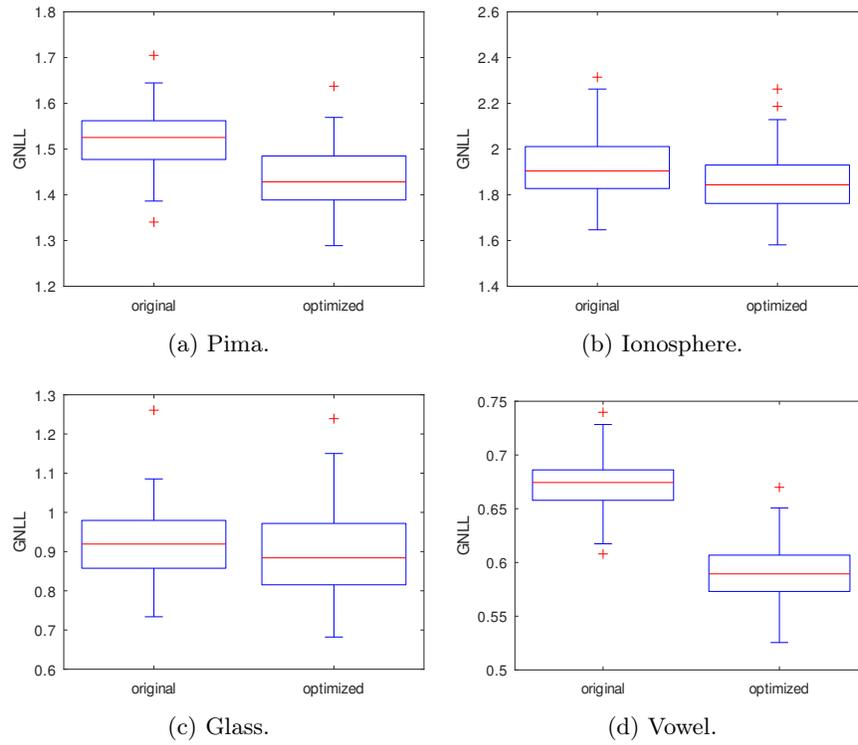 1.8
1.7
1.6
1.5
1.4
1.3
1.2
GNLL
original optimized
(a) Pima.
2.6
2.4
2.2
2
1.8
1.6
1.4
GNLL
original optimized
(b) Ionosphere.
1.3
1.2
1.1
1
0.9
0.8
0.7
0.6
GNLL
original optimized
(c) Glass.
0.75
0.7
0.65
0.6
0.55
0.5
GNLL
original optimized
(d) Vowel.